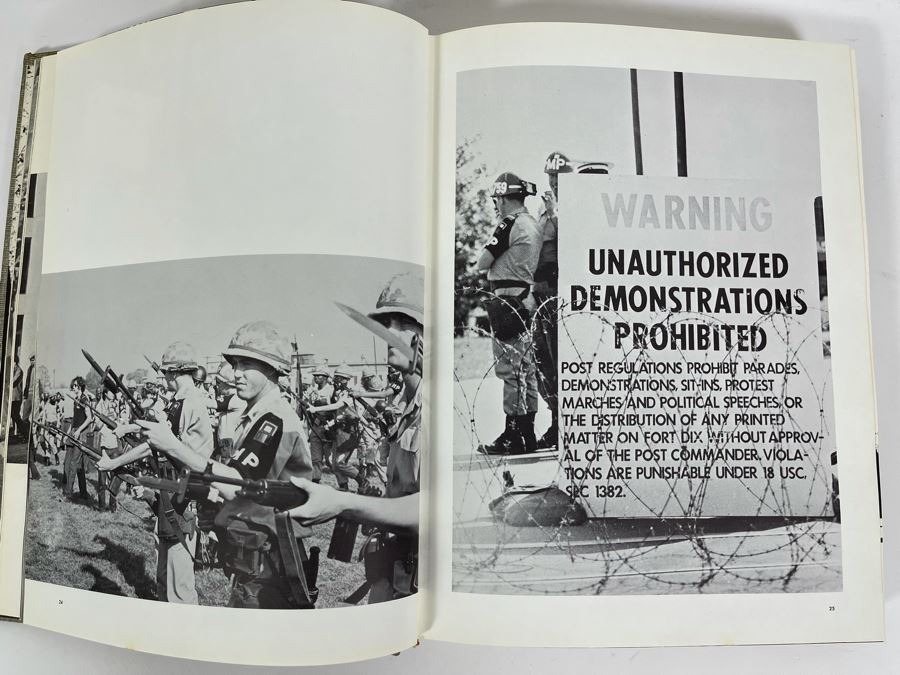 MP
24
759
MP
P
WARNING
UNAUTHORIZED
DEMONSTRATIONS
PROHIBITED
POST REGULATIONS PROHIBIT PARADES,
DEMONSTRATIONS, SIT-INS, PROTEST
MARCHES AND POLITICAL SPEECHES, OR
THE DISTRIBUTION OF ANY PRINTED
MATTER ON FORT DIX WITHOUT APPROV-
AL OF THE POST COMMANDER. VIOLA-
TIONS ARE PUNISHABLE UNDER 18 USC,
SEC 1382.
25